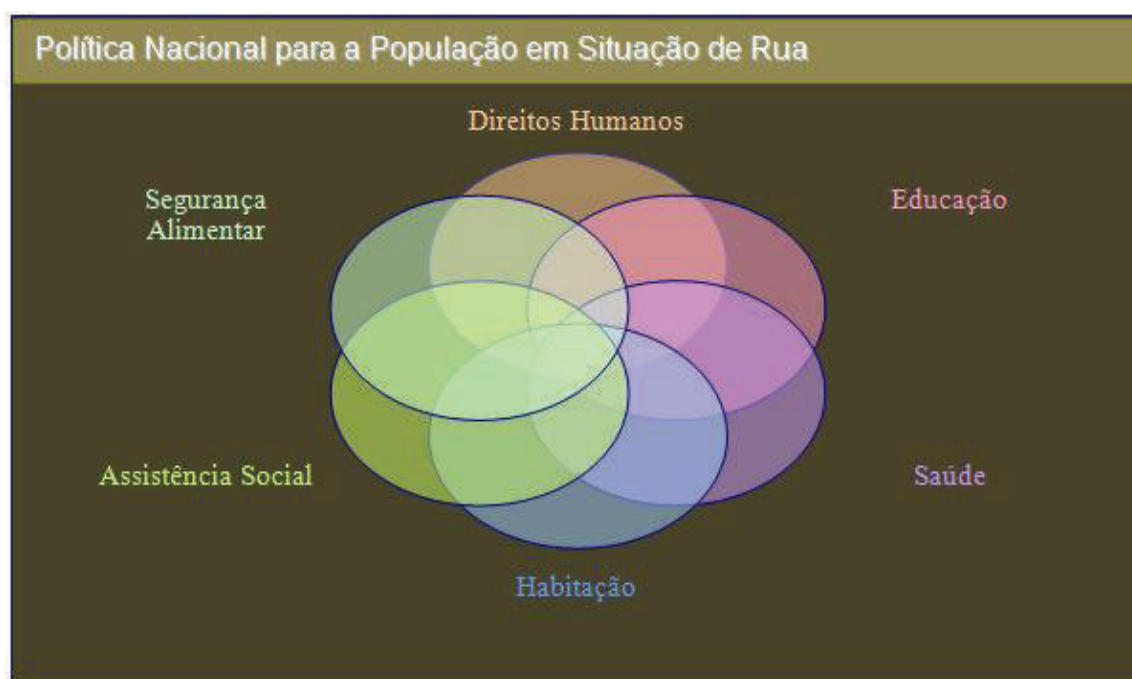 Política Nacional para a População em Situação de Rua
Direitos Humanos
Segurança
Alimentar
Educação
Assistência Social
Saúde
Habitação